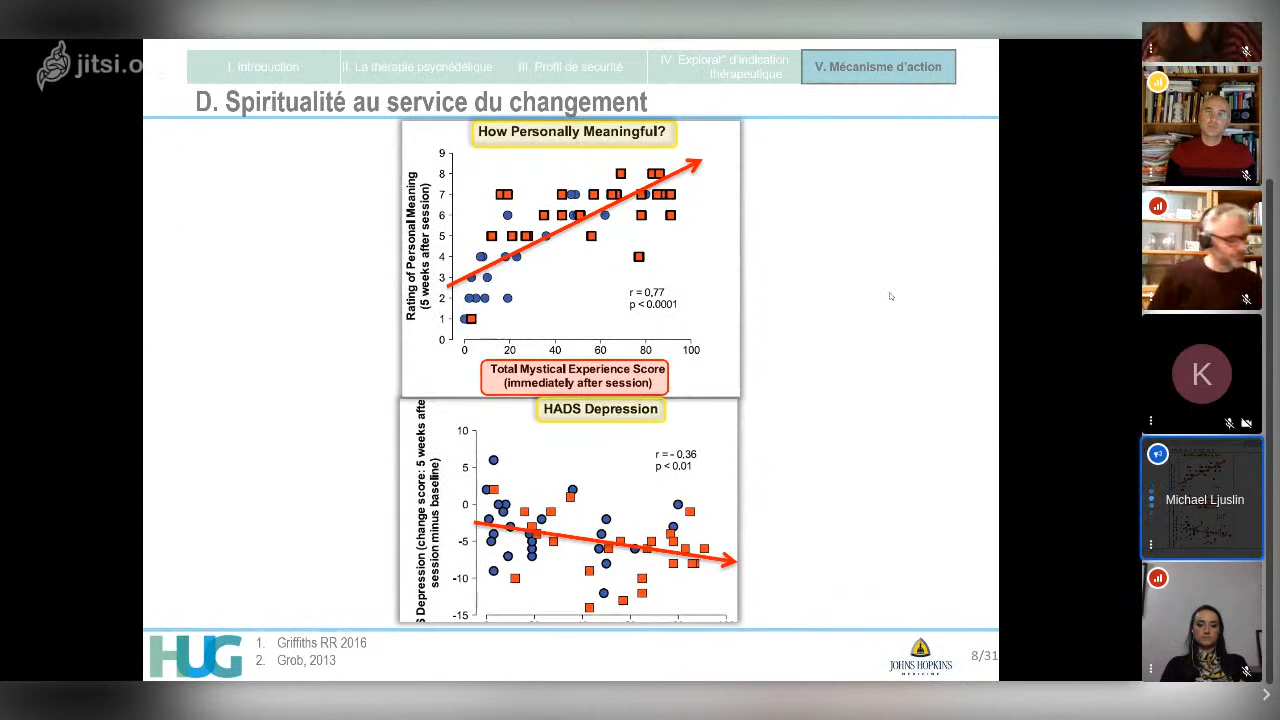 jitsi.o
I. Introduction
II. La thérapie psychédélique
III. Profil de securité
IV. Explorat° d'indication
thérapeutique
V. Mécanisme d'action
D. Spiritualité au service du changement
How Personally Meaningful?
Rating of Personal Meaning
(5 weeks after session)
9
8
7
6
5
4
3
2
1
0
r = 0,77
p < 0.0001
0 20 40 60 80 100
Total Mystical Experience Score
(immediately after session)
HADS Depression
Depression (change score: 5 weeks afte
session minus baseline)
10
5
0
-5
-10
-15
r = - 0,36
p < 0.01
HUG
1. Griffiths RR 2016
2. Grob, 2013
JOHNS HOPKINS
MEDICINE
8/31
K
Michael Ljuslin